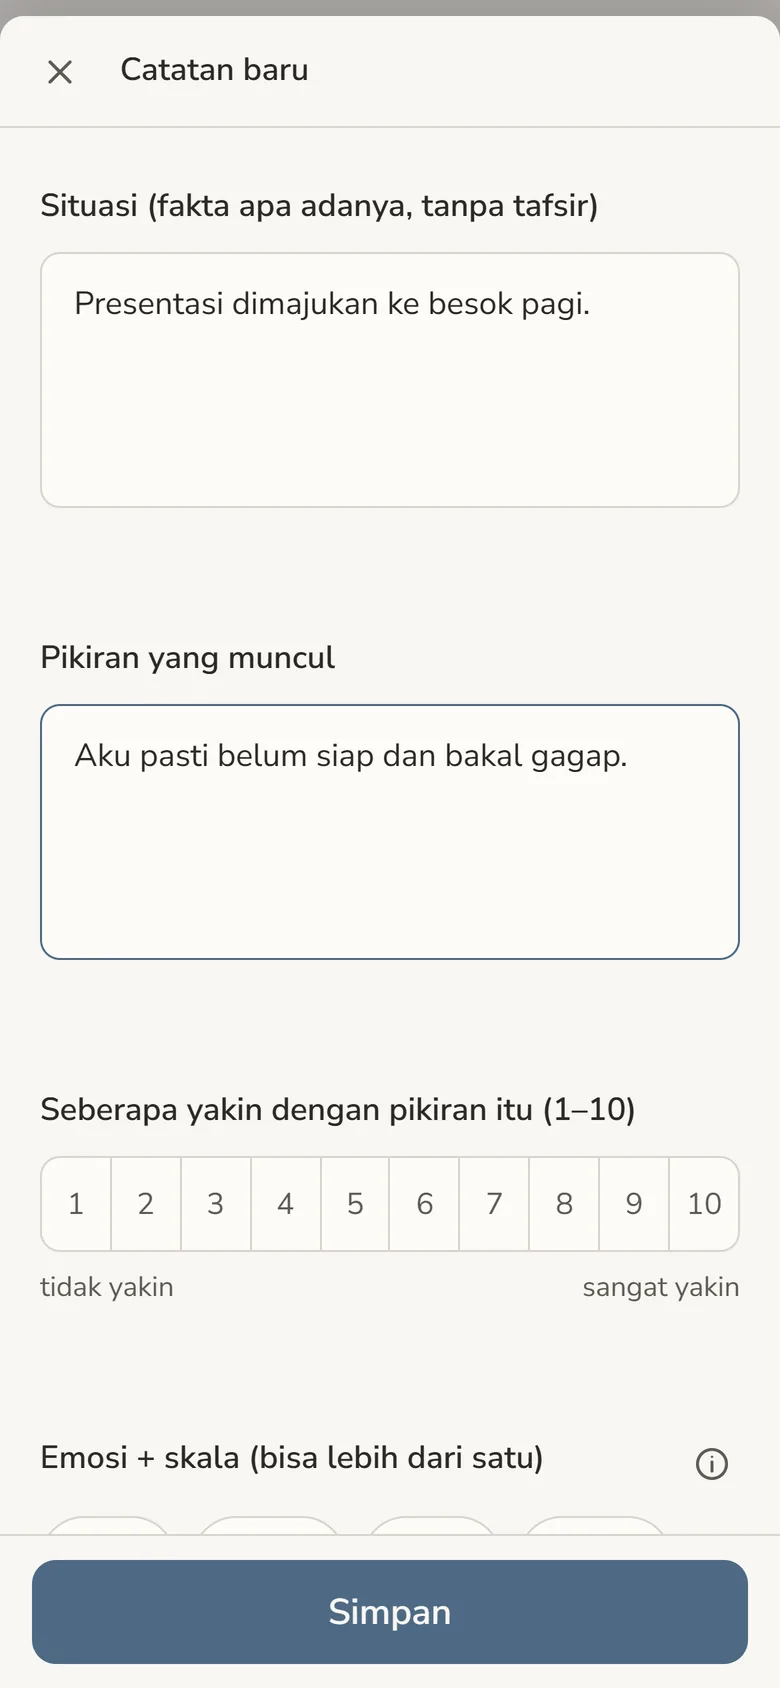 Catatan baru
Situasi (fakta apa adanya, tanpa tafsir)
Presentasi dimajukan ke besok pagi.
Pikiran yang muncul
Aku pasti belum siap dan bakal gagap.
Seberapa yakin dengan pikiran itu (1–10)
1 2 3 4 5 6 7 8 9 10
tidak yakin sangat yakin
Emosi + skala (bisa lebih dari satu)
Simpan